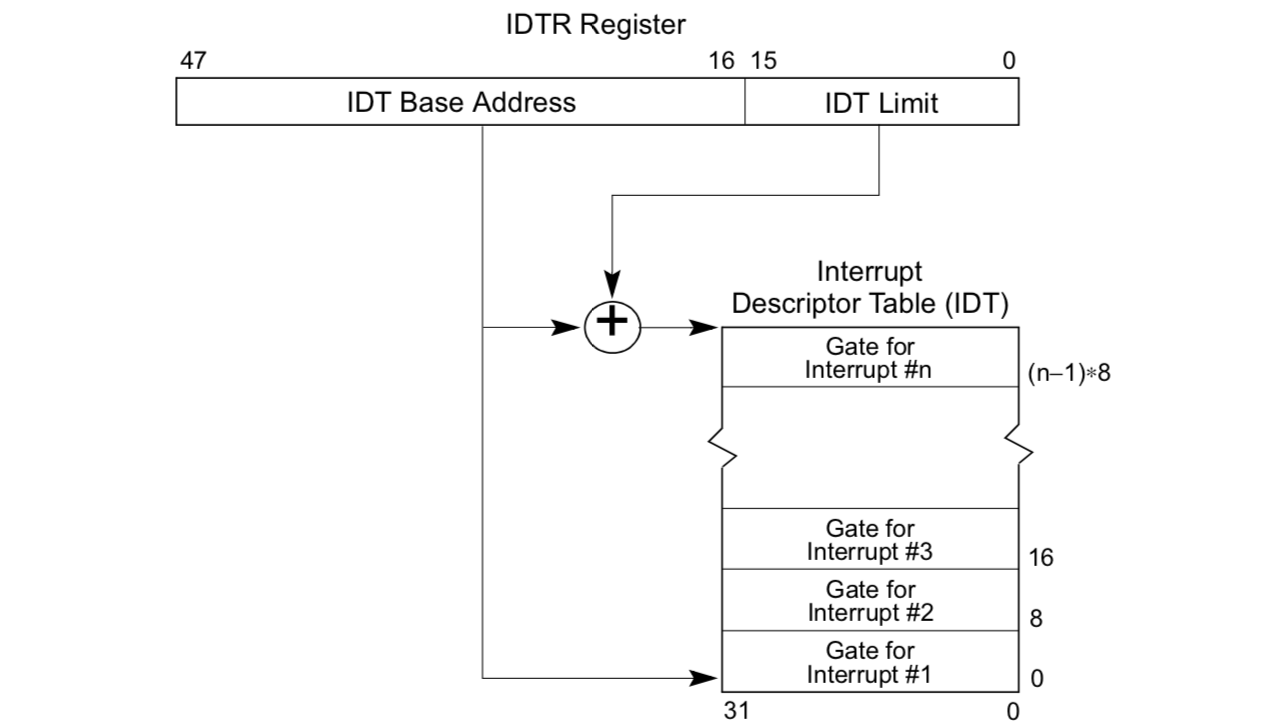 IDTR Register
47 16 15 0
IDT Base Address IDT Limit
+
Interrupt
Descriptor Table (IDT)
Gate for
Interrupt #n
(n–1)∗8
Gate for
Interrupt #3
16
Gate for
Interrupt #2
8
Gate for
Interrupt #1
0
31 0